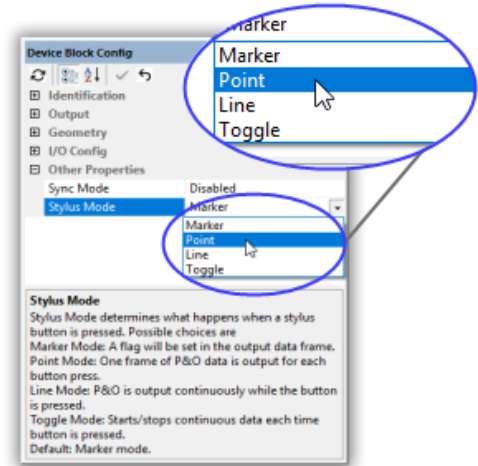 Marker
Marker
Point
Line
Toggle
Device Block Config
Identification
Output
Geometry
I/O Config
Other Properties
Sync Mode Disabled
Stylus Mode Marker
Marker
Point
Line
Toggle
Stylus Mode
Stylus Mode determines what happens when a stylus
button is pressed. Possible choices are
Marker Mode: A flag will be set in the output data frame.
Point Mode: One frame of P&O data is output for each
button press.
Line Mode: P&O is output continuously while the button
is pressed.
Toggle Mode: Starts/stops continuous data each time
button is pressed.
Default: Marker mode.